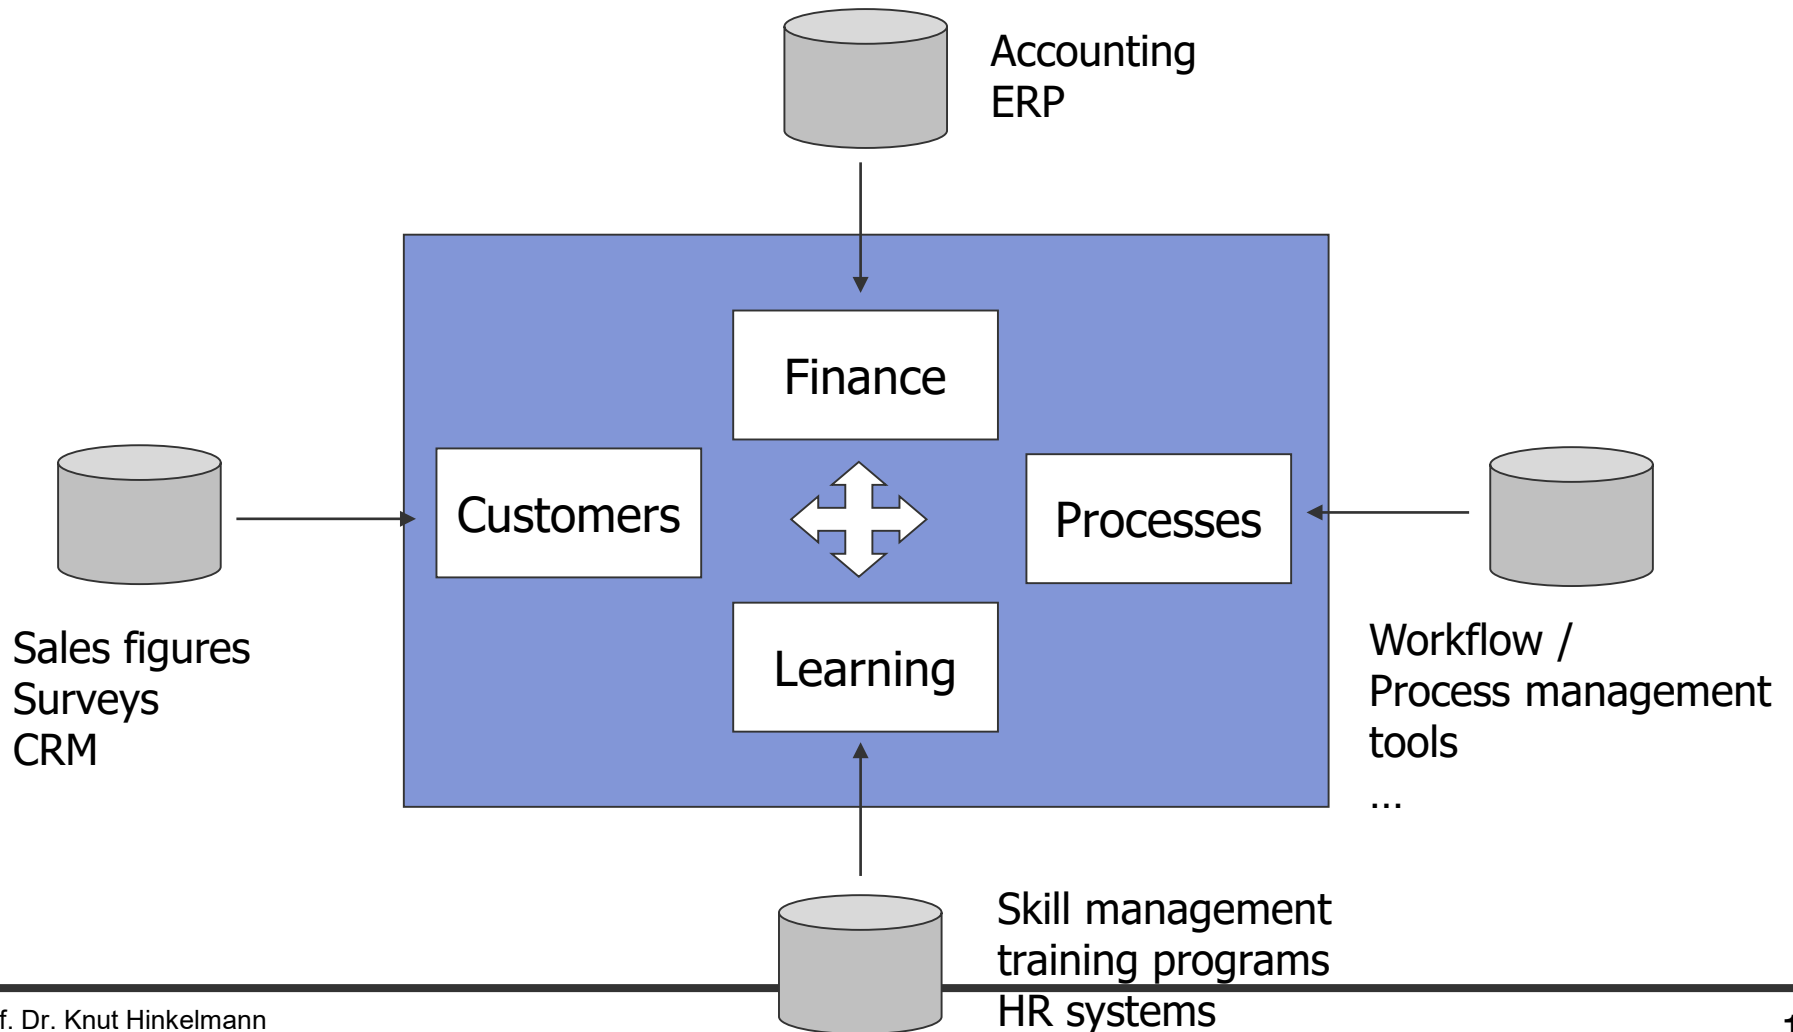 Accounting
ERP
Finance
Customers
Processes
Learning
Sales figures
Surveys
CRM
Workflow /
Process management
tools
...
Skill management
training programs
HR systems
f. Dr. Knut Hinkelmann